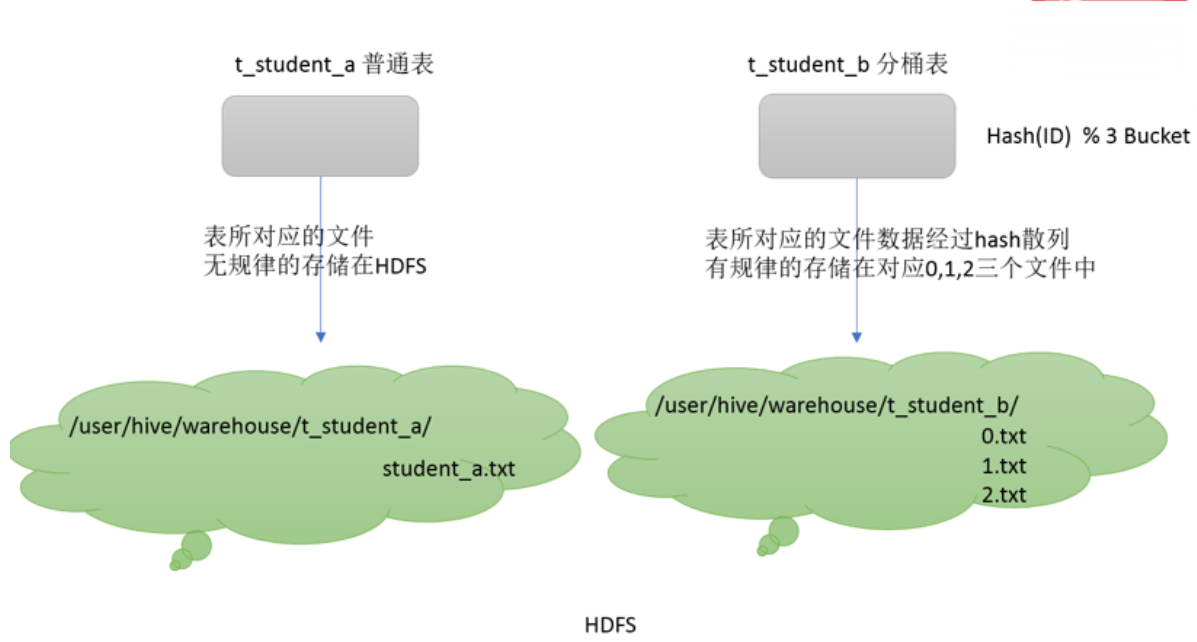 t_student_a 普通表
t_student_b 分桶表
Hash(ID) % 3 Bucket
表所对应的文件
无规律的存储在HDFS
表所对应的文件数据经过hash散列
有规律的存储在对应0,1,2三个文件中
/user/hive/warehouse/t_student_a/
student_a.txt
/user/hive/warehouse/t_student_b/
0.txt
1.txt
2.txt
HDFS